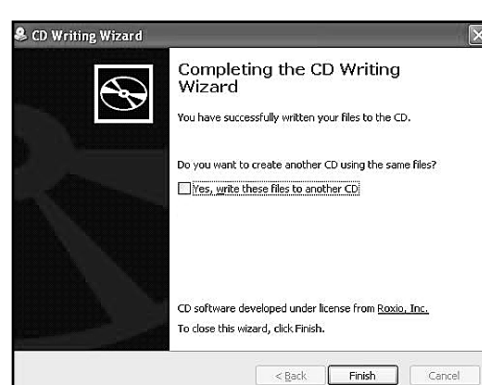 CD Writing Wizard
Completing the CD Writing
Wizard
You have successfully written your files to the CD.
Do you want to create another CD using the same files?
Yes, write these files to another CD
CD software developed under license from Roxio, Inc.
To close this wizard, click Finish.
< Back Finish Cancel